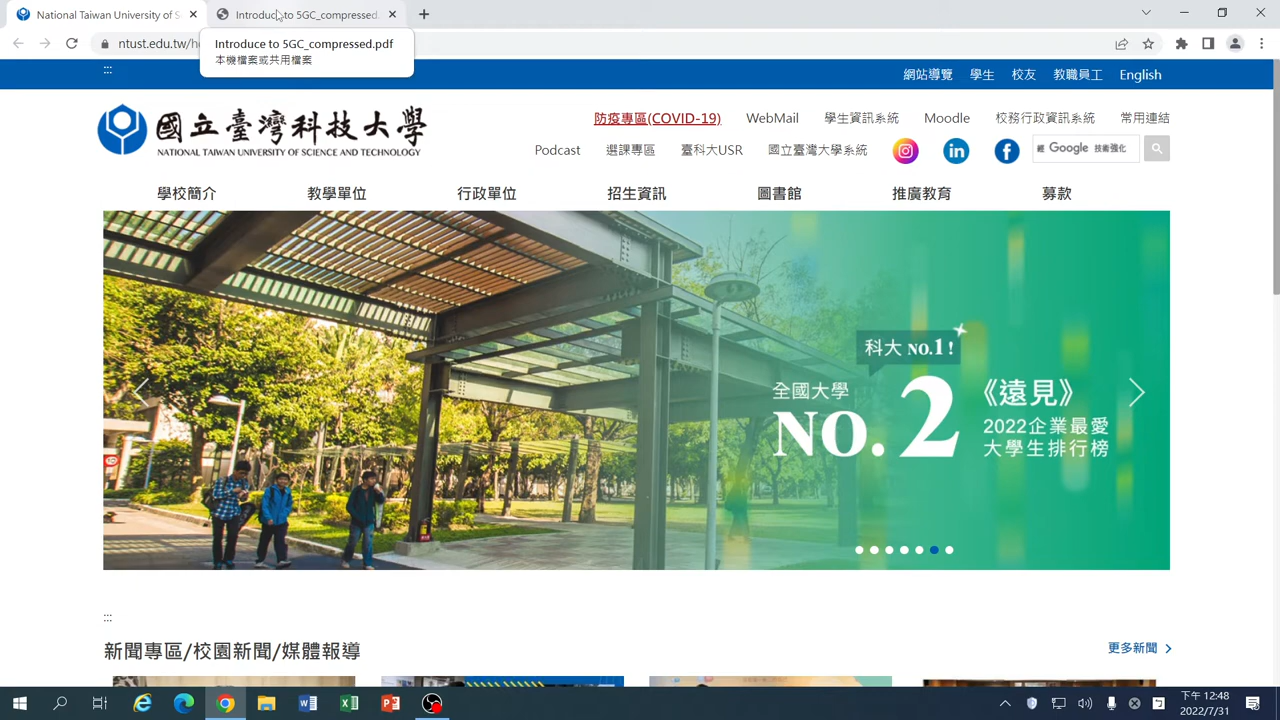 National Taiwan University of S
Introduce to 5GC_compressed.
ntust.edu.tw/h
Introduce to 5GC_compressed.pdf
本機檔案或共用檔案
:::
網站導覽 學生 校友 教職員工 English
國立臺灣科技大學
NATIONAL TAIWAN UNIVERSITY OF SCIENCE AND TECHNOLOGY
防疫專區(COVID-19) WebMail 學生資訊系統 Moodle 校務行政資訊系統 常用連結
Podcast 選課專區 臺科大USR 國立臺灣大學系統
經 Google 技術強化
學校簡介 教學單位 行政單位 招生資訊 圖書館 推廣教育 募款
科大 NO.1!
全國大學
NO. 2
《遠見》
2022企業最愛
大學生排行榜
:::
新聞專區/校園新聞/媒體報導
更多新聞
下午 12:48
2022/7/31